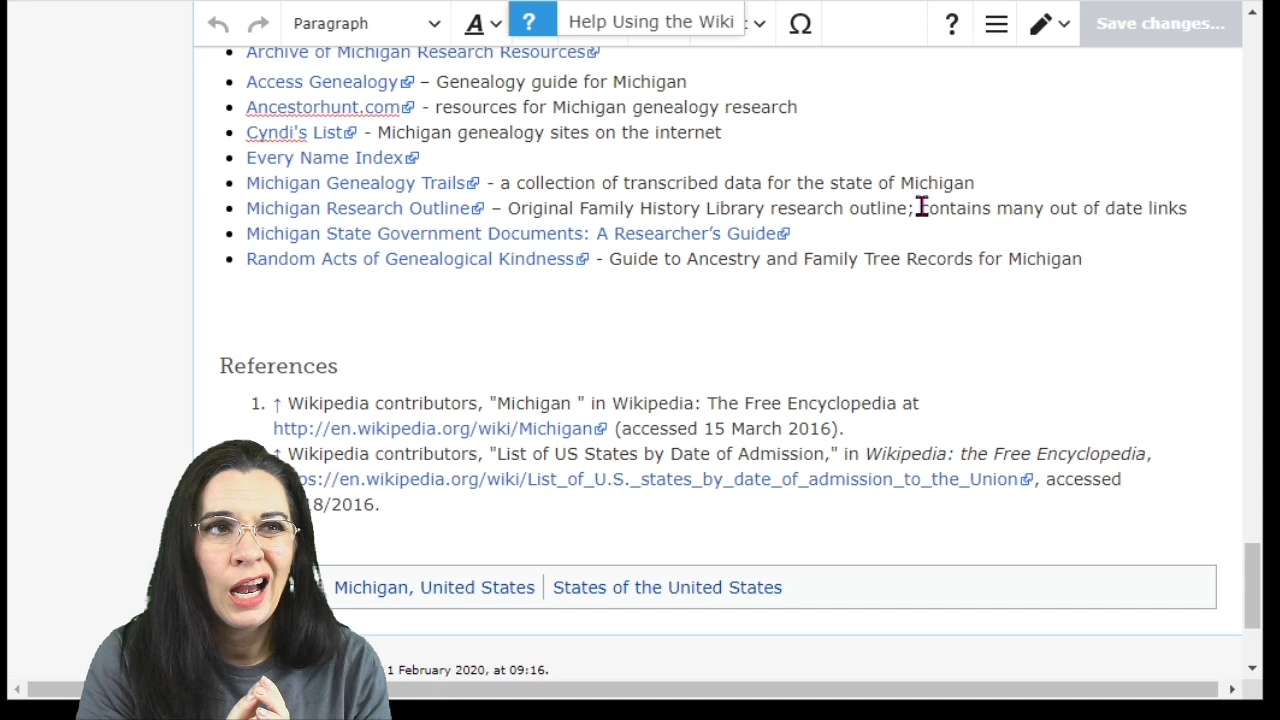 Paragraph
A
? Help Using the Wiki
Ω
?
Save changes...
Archive of Michigan Research Resources
Access Genealogy – Genealogy guide for Michigan
Ancestorhunt.com - resources for Michigan genealogy research
Cyndi's List - Michigan genealogy sites on the internet
Every Name Index
Michigan Genealogy Trails - a collection of transcribed data for the state of Michigan
Michigan Research Outline – Original Family History Library research outline; contains many out of date links
Michigan State Government Documents: A Researcher’s Guide
Random Acts of Genealogical Kindness - Guide to Ancestry and Family Tree Records for Michigan
References
1. ↑ Wikipedia contributors, "Michigan " in Wikipedia: The Free Encyclopedia at
http://en.wikipedia.org/wiki/Michigan (accessed 15 March 2016).
↑ Wikipedia contributors, "List of US States by Date of Admission," in Wikipedia: the Free Encyclopedia,
ps://en.wikipedia.org/wiki/List_of_U.S._states_by_date_of_admission_to_the_Union, accessed
18/2016.
Michigan, United States | States of the United States
1 February 2020, at 09:16.